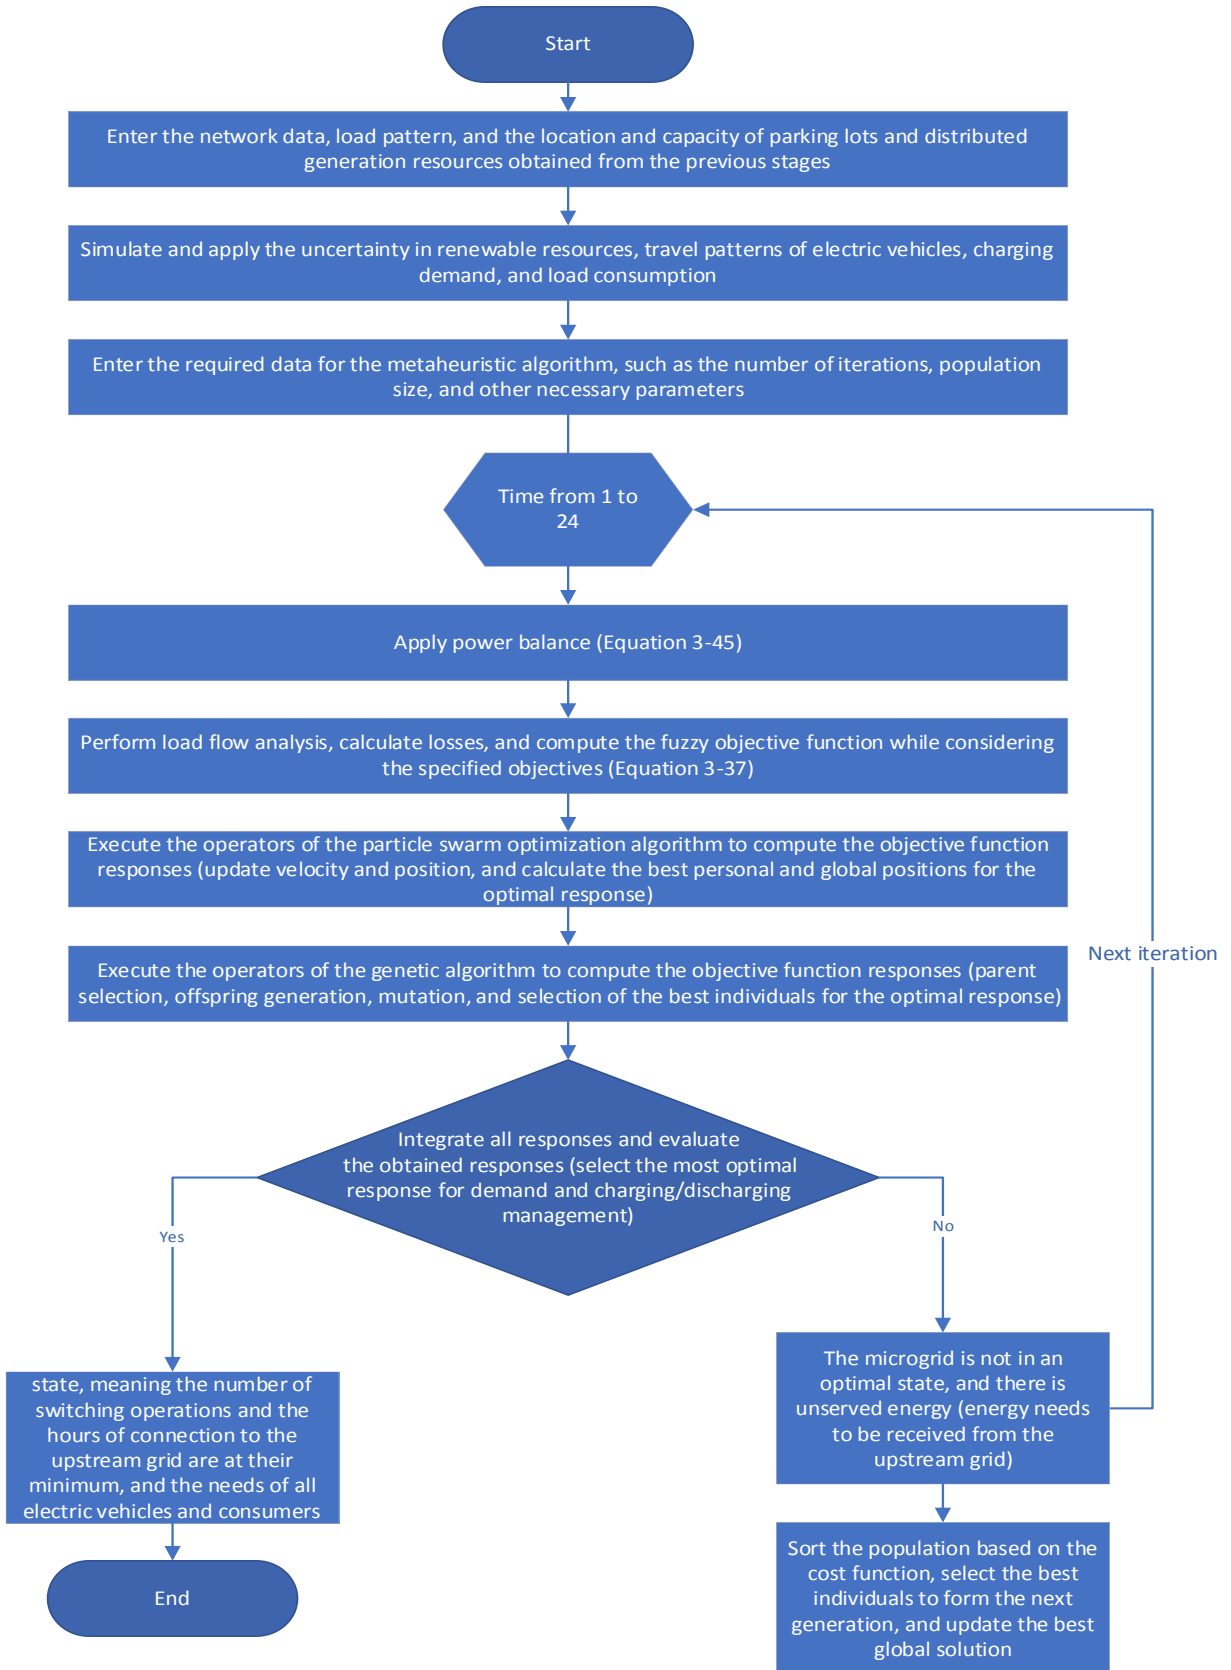 Start
Enter the network data, load pattern, and the location and capacity of parking lots and distributed
generation resources obtained from the previous stages
Simulate and apply the uncertainty in renewable resources, travel patterns of electric vehicles, charging
demand, and load consumption
Enter the required data for the metaheuristic algorithm, such as the number of iterations, population
size, and other necessary parameters
Time from 1 to
24
Apply power balance (Equation 3-45)
Perform load flow analysis, calculate losses, and compute the fuzzy objective function while considering
the specified objectives (Equation 3-37)
Execute the operators of the particle swarm optimization algorithm to compute the objective function
responses (update velocity and position, and calculate the best personal and global positions for the
optimal response)
Next iteration
Execute the operators of the genetic algorithm to compute the objective function responses (parent
selection, offspring generation, mutation, and selection of the best individuals for the optimal response)
Integrate all responses and evaluate
the obtained responses (select the most optimal
response for demand and charging/discharging
management)
Yes
No
state, meaning the number of
switching operations and the
hours of connection to the
upstream grid are at their
minimum, and the needs of all
electric vehicles and consumers
End
The microgrid is not in an
optimal state, and there is
unserved energy (energy needs
to be received from the
upstream grid)
Sort the population based on the
cost function, select the best
individuals to form the next
generation, and update the best
global solution